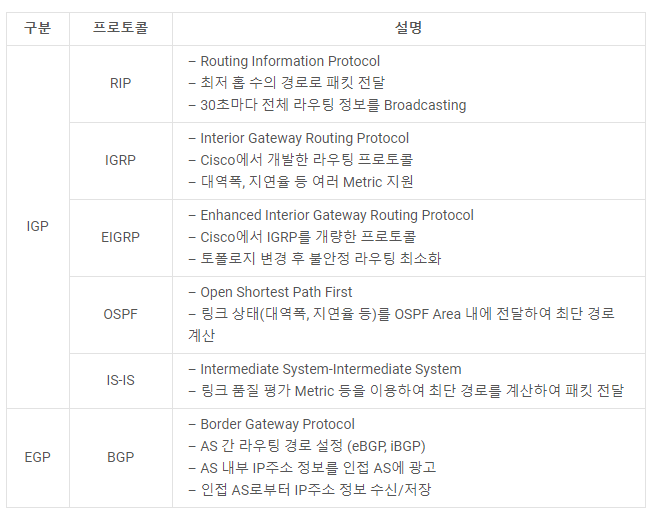 구분 프로토콜 설명
IGP
RIP
– Routing Information Protocol
– 최저 홉 수의 경로로 패킷 전달
– 30초마다 전체 라우팅 정보를 Broadcasting
IGRP
– Interior Gateway Routing Protocol
– Cisco에서 개발한 라우팅 프로토콜
– 대역폭, 지연율 등 여러 Metric 지원
EIGRP
– Enhanced Interior Gateway Routing Protocol
– Cisco에서 IGRP를 개량한 프로토콜
– 토폴로지 변경 후 불안정 라우팅 최소화
OSPF
– Open Shortest Path First
– 링크 상태(대역폭, 지연율 등)를 OSPF Area 내에 전달하여 최단 경로
계산
IS-IS
– Intermediate System-Intermediate System
– 링크 품질 평가 Metric 등을 이용하여 최단 경로를 계산하여 패킷 전달
EGP
BGP
– Border Gateway Protocol
– AS 간 라우팅 경로 설정 (eBGP, iBGP)
– AS 내부 IP주소 정보를 인접 AS에 광고
– 인접 AS로부터 IP주소 정보 수신/저장